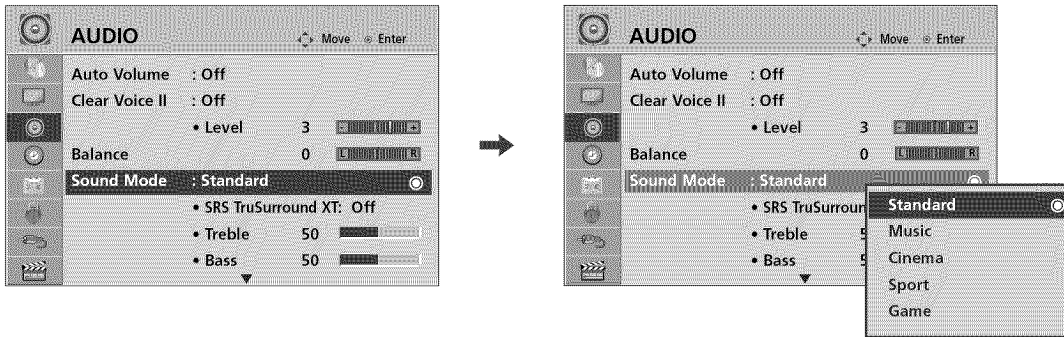 AUDIO
Move Enter
Auto Volume : Off
Clear Voice II : Off
• Level 3 - +
Balance 0 L R
Sound Mode : Standard
• SRS TruSurround XT: Off
• Treble 50
• Bass 50
AUDIO
Move Enter
Auto Volume : Off
Clear Voice II : Off
• Level 3 - +
Balance 0 L R
Sound Mode : Standard
• SRS TruSurroun
• Treble 5
• Bass 5
Standard
Music
Cinema
Sport
Game